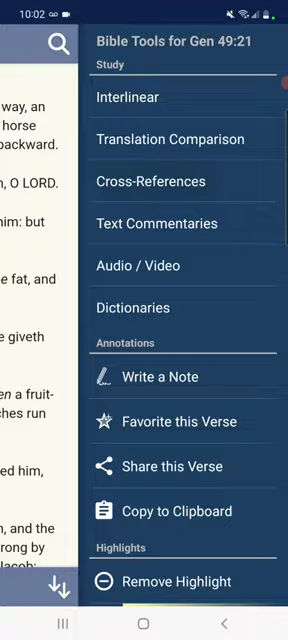 10:02
Bible Tools for Gen 49:21
Study
way, an
Interlinear
horse
backward.
Translation Comparison
, O LORD.
Cross-References
him: but
Text Commentaries
Audio / Video
e fat, and
Dictionaries
e giveth
Annotations
Write a Note
en a fruit-
ches run
Favorite this Verse
ed him,
Share this Verse
Copy to Clipboard
, and the
rong by
Highlights
Jacob;
Remove Highlight